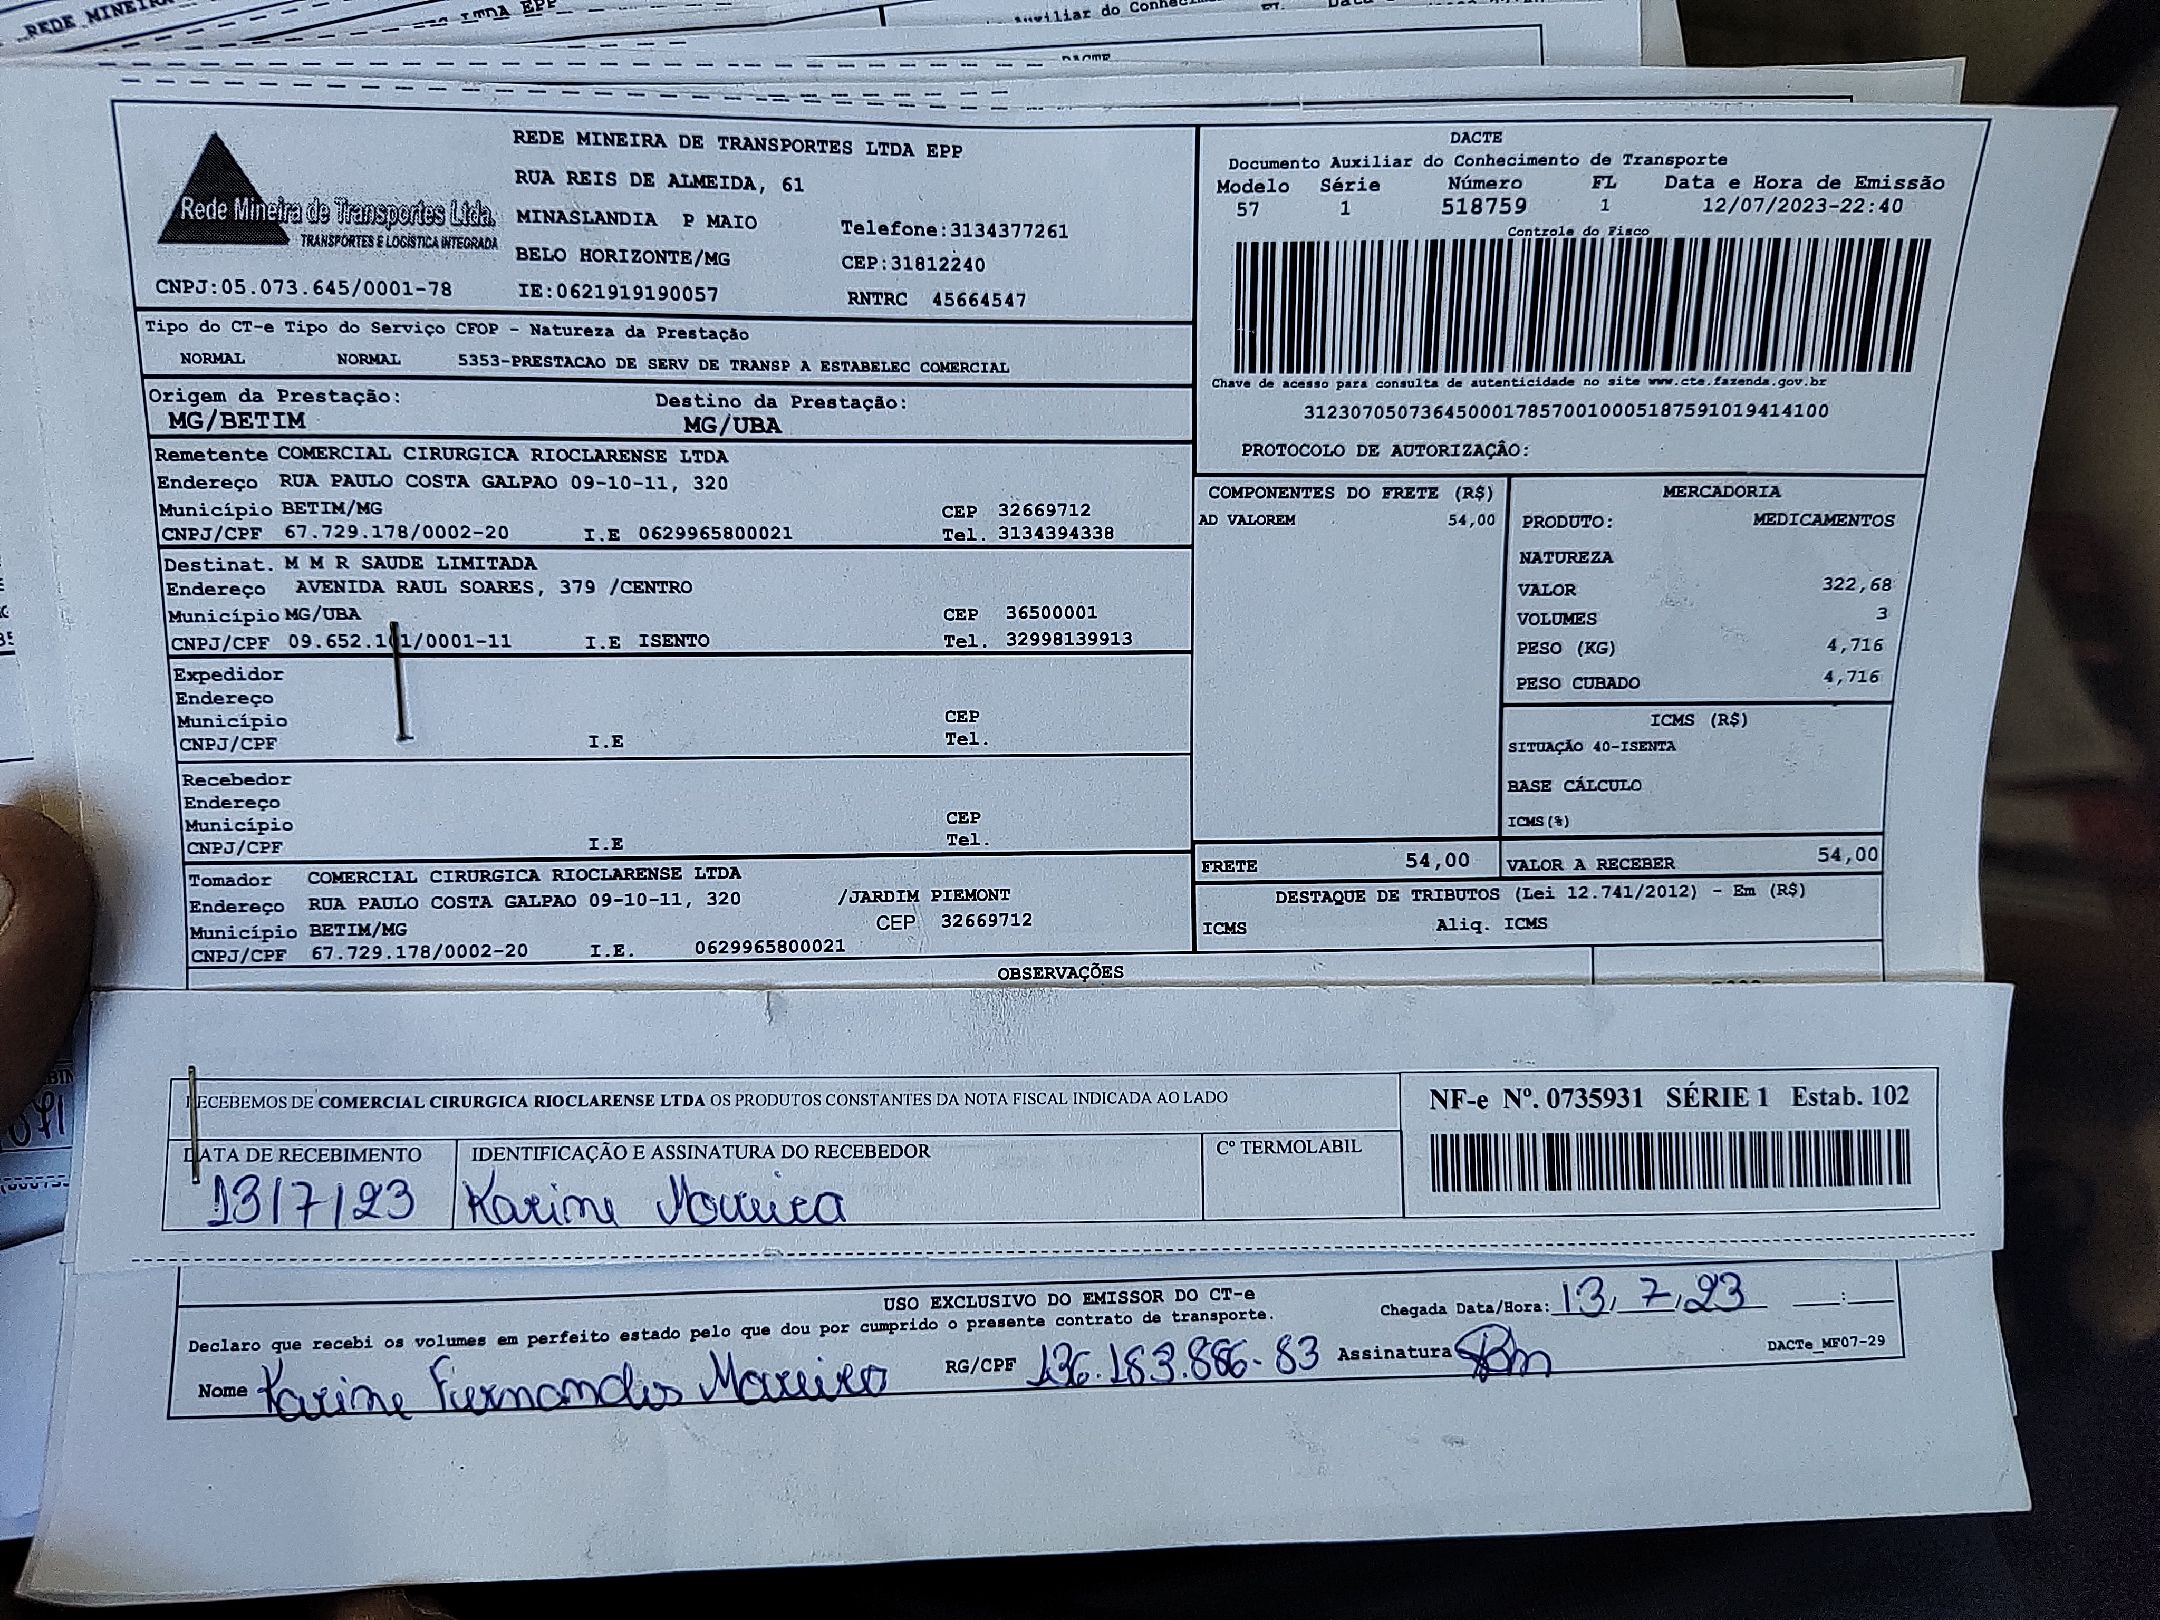 REDE MINEIRA
LTDA EPP
Auxiliar do
DACTE
Rede Mineira de Transportes Ltda.
TRANSPORTES E LOGÍSTICA INTEGRADA
CNPJ:05.073.645/0001-78
REDE MINEIRA DE TRANSPORTES LTDA EPP
RUA REIS DE ALMEIDA, 61
MINASLANDIA P MAIO Telefone:3134377261
BELO HORIZONTE/MG CEP:31812240
IE:0621919190057 RNTRC 45664547
DACTE
Documento Auxiliar do Conhecimento de Transporte
Modelo Série Número FL Data e Hora de Emissão
57 1 518759 1 12/07/2023-22:40
Controle do Fisco
Chave de acesso para consulta de autenticidade no site www.cte.fazenda.gov.br
31230705073645000178570010005187591019414100
PROTOCOLO DE AUTORIZAÇÃO:
Tipo do CT-e Tipo do Serviço CFOP - Natureza da Prestação
NORMAL NORMAL 5353-PRESTACAO DE SERV DE TRANSP A ESTABELEC COMERCIAL
Origem da Prestação: Destino da Prestação:
MG/BETIM MG/UBA
Remetente COMERCIAL CIRURGICA RIOCLARENSE LTDA
Endereço RUA PAULO COSTA GALPAO 09-10-11, 320
Município BETIM/MG CEP 32669712
CNPJ/CPF 67.729.178/0002-20 I.E 0629965800021 Tel. 3134394338
Destinat. M M R SAUDE LIMITADA
Endereço AVENIDA RAUL SOARES, 379 /CENTRO
Município MG/UBA CEP 36500001
CNPJ/CPF I.E ISENTO Tel. 32998139913
Expedidor
Endereço
Município CEP
CNPJ/CPF I.E Tel.
Recebedor
Endereço
Município CEP
CNPJ/CPF I.E Tel.
Tomador COMERCIAL CIRURGICA RIOCLARENSE LTDA
Endereço RUA PAULO COSTA GALPAO 09-10-11, 320 /JARDIM PIEMONT
Município BETIM/MG CEP 32669712
CNPJ/CPF 67.729.178/0002-20 I.E. 0629965800021
COMPONENTES DO FRETE (R$)
AD VALOREM 54,00
MERCADORIA
PRODUTO: MEDICAMENTOS
NATUREZA
VALOR 322,68
VOLUMES 3
PESO (KG) 4,716
PESO CUBADO 4,716
ICMS (R$)
SITUAÇÃO 40-ISENTA
BASE CÁLCULO
ICMS(%)
FRETE 54,00 VALOR A RECEBER 54,00
DESTAQUE DE TRIBUTOS (Lei 12.741/2012) - Em (R$)
ICMS Aliq. ICMS
OBSERVAÇÕES
RECEBEMOS DE COMERCIAL CIRURGICA RIOCLARENSE LTDA OS PRODUTOS CONSTANTES DA NOTA FISCAL INDICADA AO LADO
DATA DE RECEBIMENTO IDENTIFICAÇÃO E ASSINATURA DO RECEBEDOR Cº TERMOLABIL
13/7/23 Karine Moreira
NF-e Nº. 0735931 SÉRIE 1 Estab. 102
USO EXCLUSIVO DO EMISSOR DO CT-e
Declaro que recebi os volumes em perfeito estado pelo que dou por cumprido o presente contrato de transporte.
Chegada Data/Hora: 13/7/23 __:__
Nome Karine Fernandes Moreira RG/CPF 136.183.886-83 Assinatura
DACTe_MF07-29